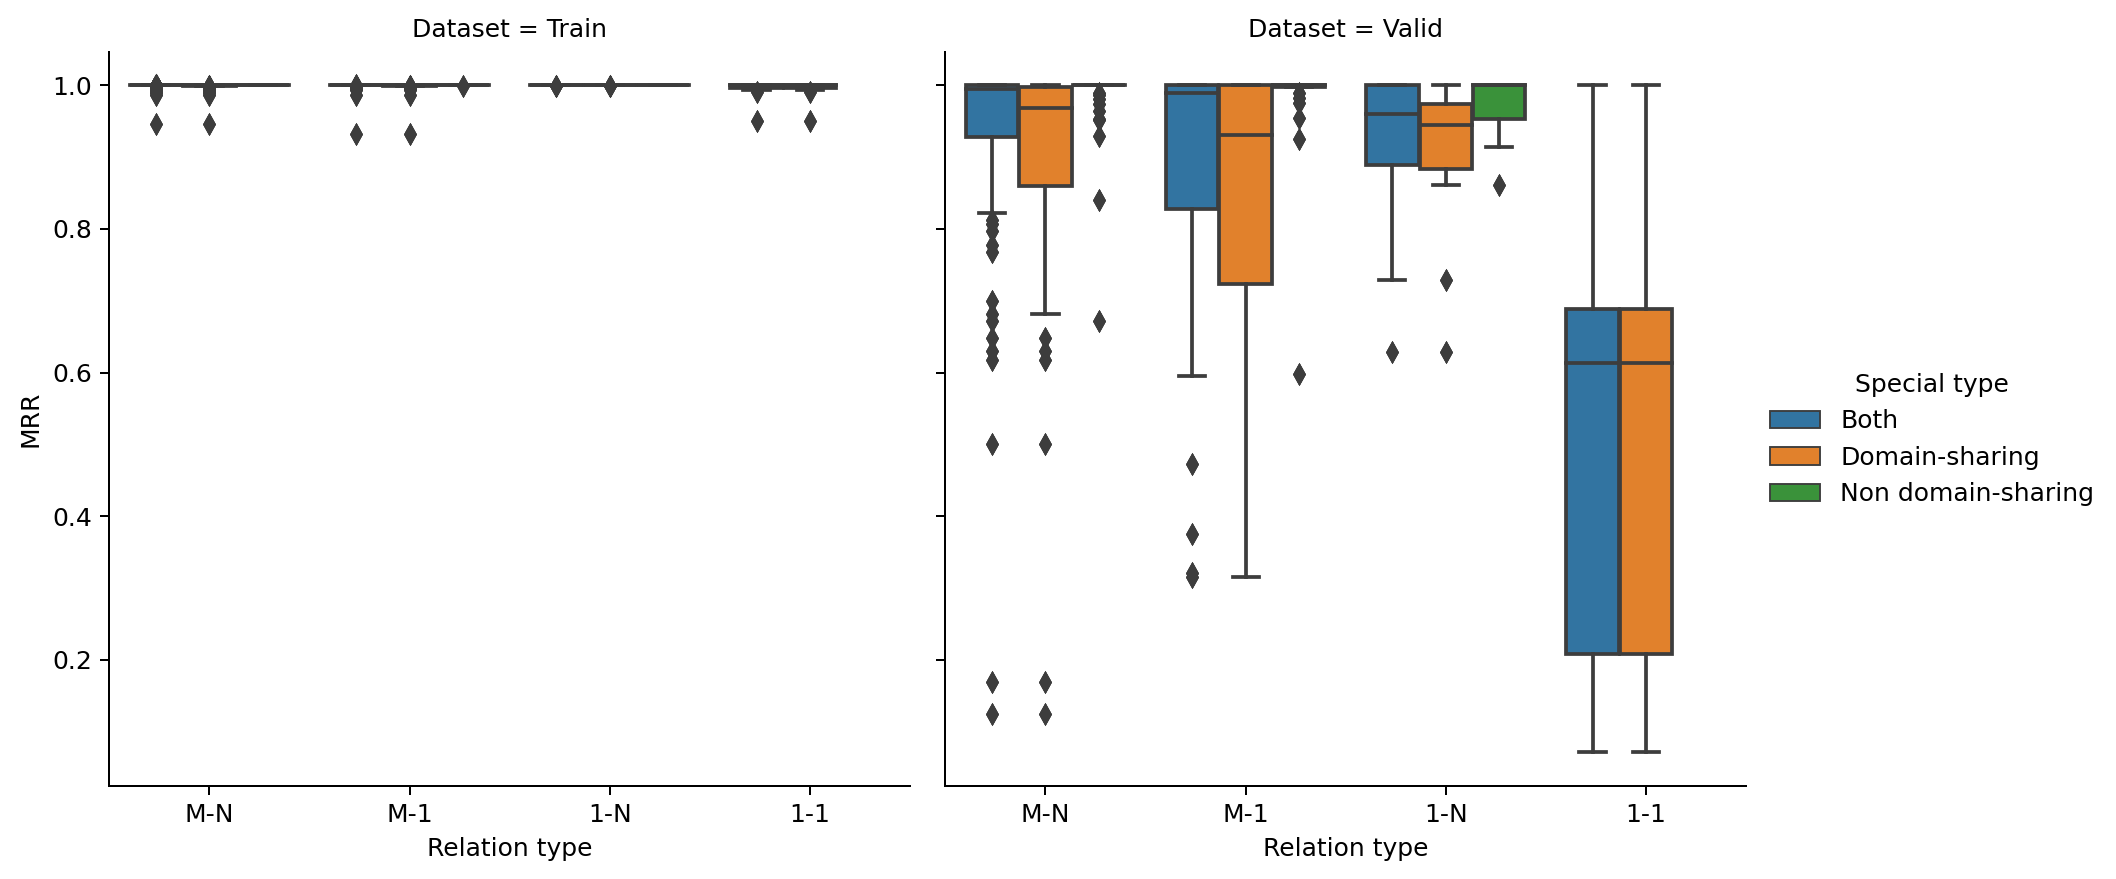 Dataset = Train
Dataset = Valid
1.0
0.8
0.6
0.4
0.2
MRR
M-N
M-1
1-N
1-1
Relation type
M-N
M-1
1-N
1-1
Relation type
Special type
Both
Domain-sharing
Non domain-sharing